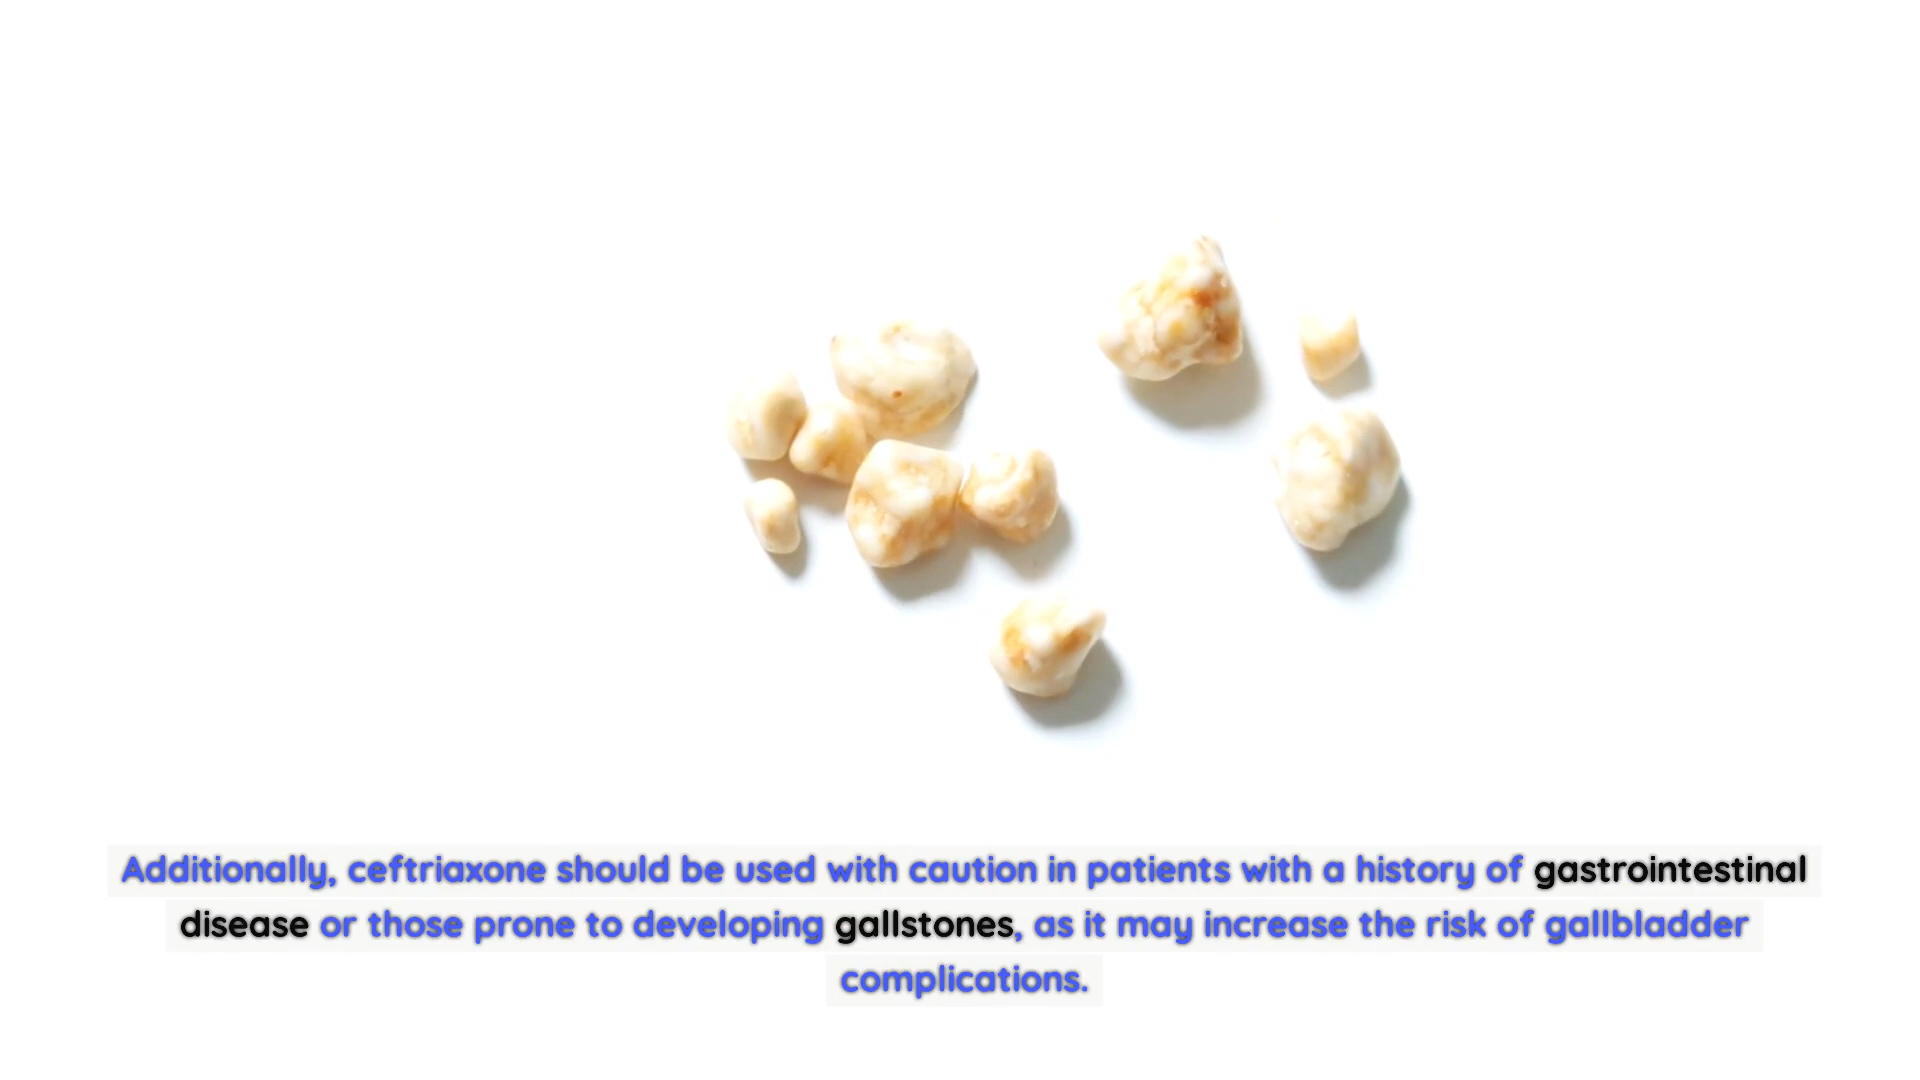 Additionally, ceftriaxone should be used with caution in patients with a history of gastrointestinal
disease or those prone to developing gallstones, as it may increase the risk of gallbladder
complications.